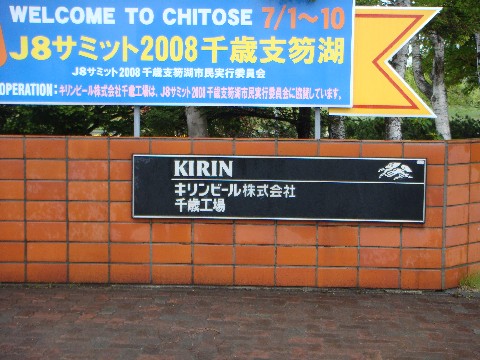 WELCOME TO CHITOSE 7/1～10
J8サミット2008千歳支笏湖
J8サミット2008千歳支笏湖市民実行委員会
OPERATION:キリンビール株式会社千歳工場は、J8サミット2008千歳支笏湖市民実行委員会に協賛しています。
KIRIN
キリンビール株式会社
千歳工場